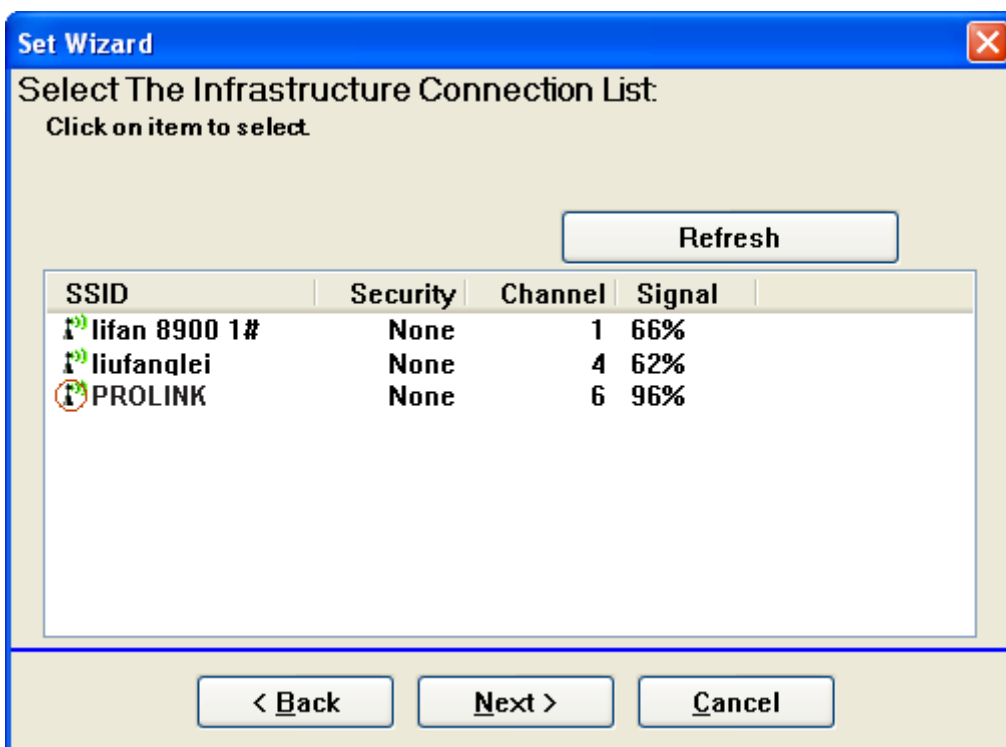 Set Wizard
Select The Infrastructure Connection List:
Click on item to select.
Refresh
SSID Security Channel Signal
lifan 8900 1# None 1 66%
liufanglei None 4 62%
PROLINK None 6 96%
< Back Next > Cancel